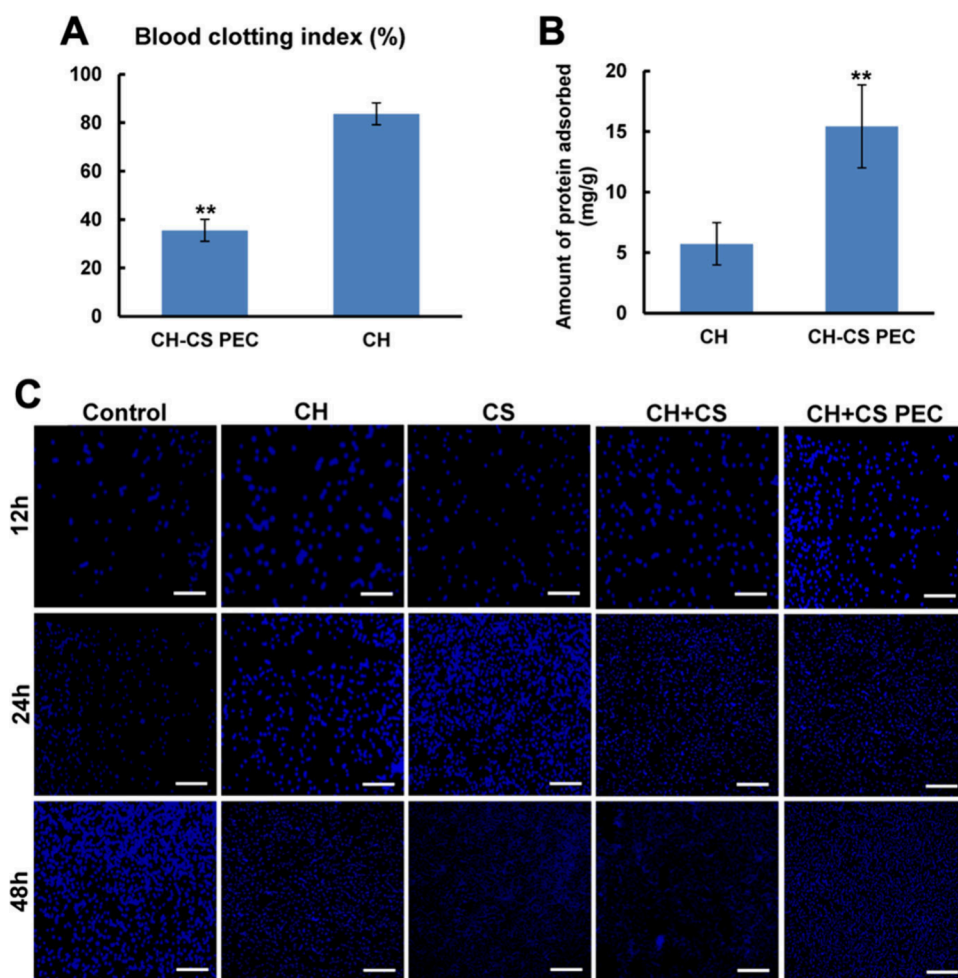 A Blood clotting index (%)
100
80
60
40
20
0
**
CH-CS PEC CH
B
Amount of protein adsorbed
(mg/g)
20
15
10
5
0
**
CH CH-CS PEC
C
Control CH CS CH+CS CH+CS PEC
12h
24h
48h